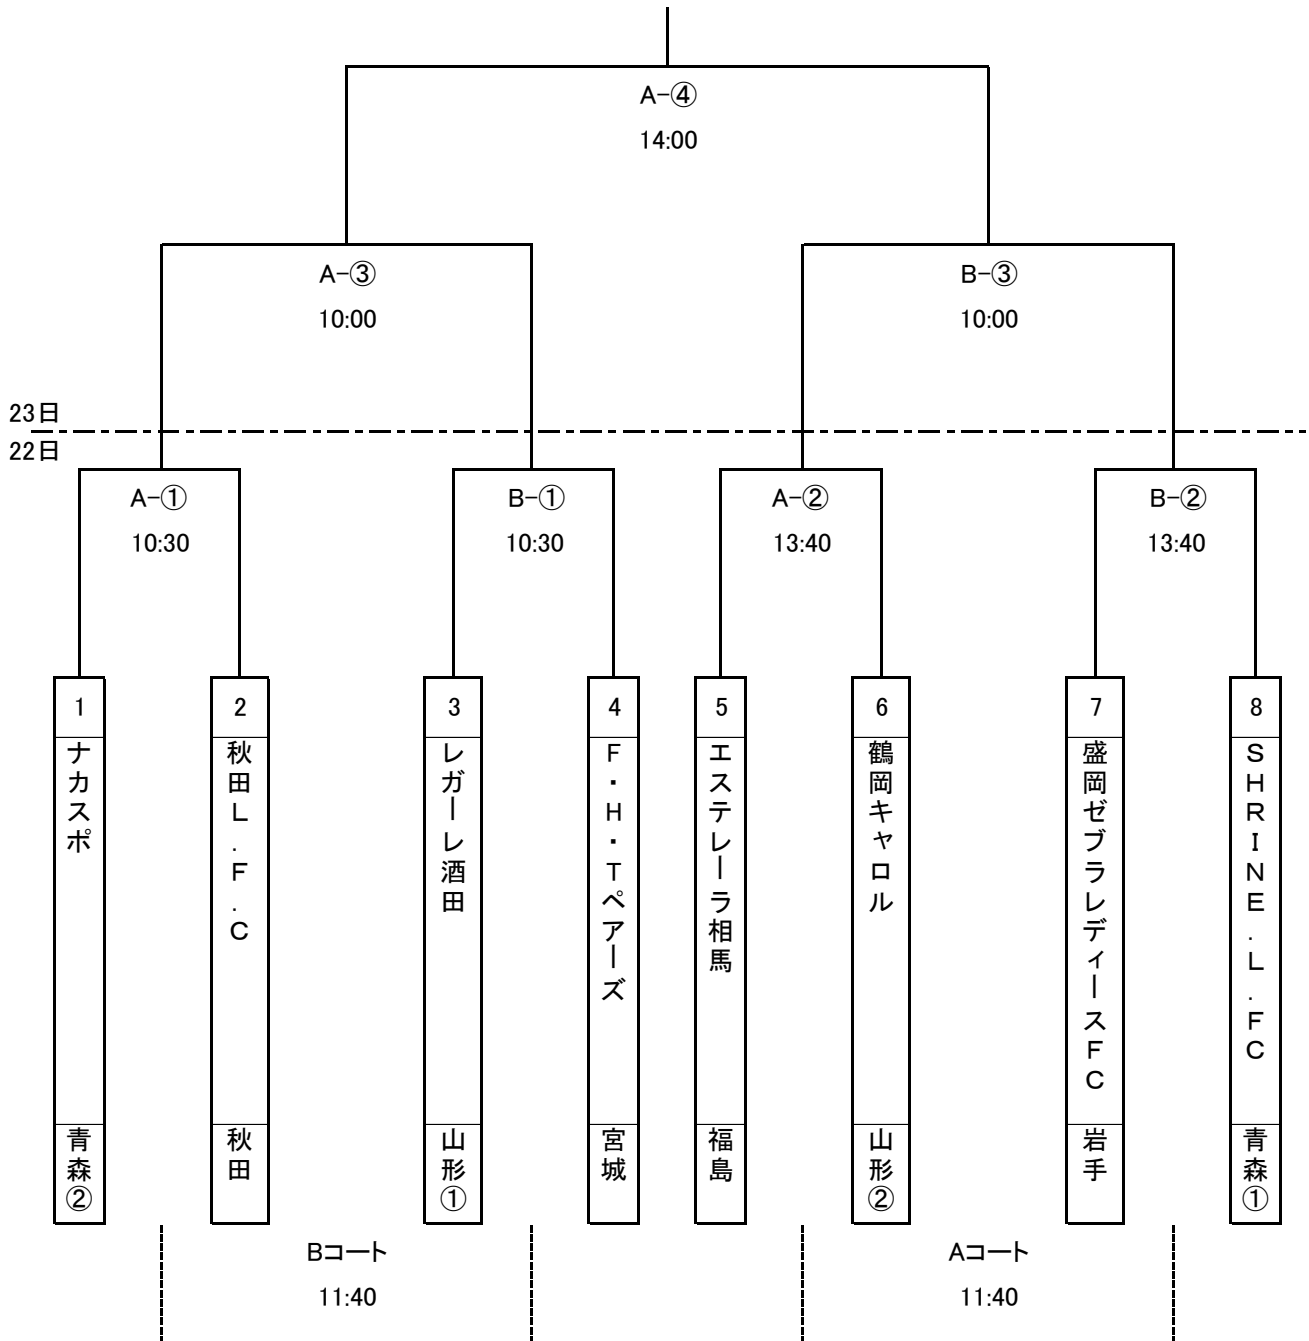 A-④
14:00
A-③
B-③
10:00
10:00
23日
22日
A-①
B-①
A-②
B-②
10:30
10:30
13:40
13:40
1
2
3
4
5
6
7
8
ナカスポ
秋田L.F.C
レガーレ酒田
F・H・Tペアーズ
エステレーラ相馬
鶴岡キャロル
盛岡ゼブラレディースFC
SHRINE.L.FC
青森②
秋田
山形①
宮城
福島
山形②
岩手
青森①
Bコート
Aコート
11:40
11:40